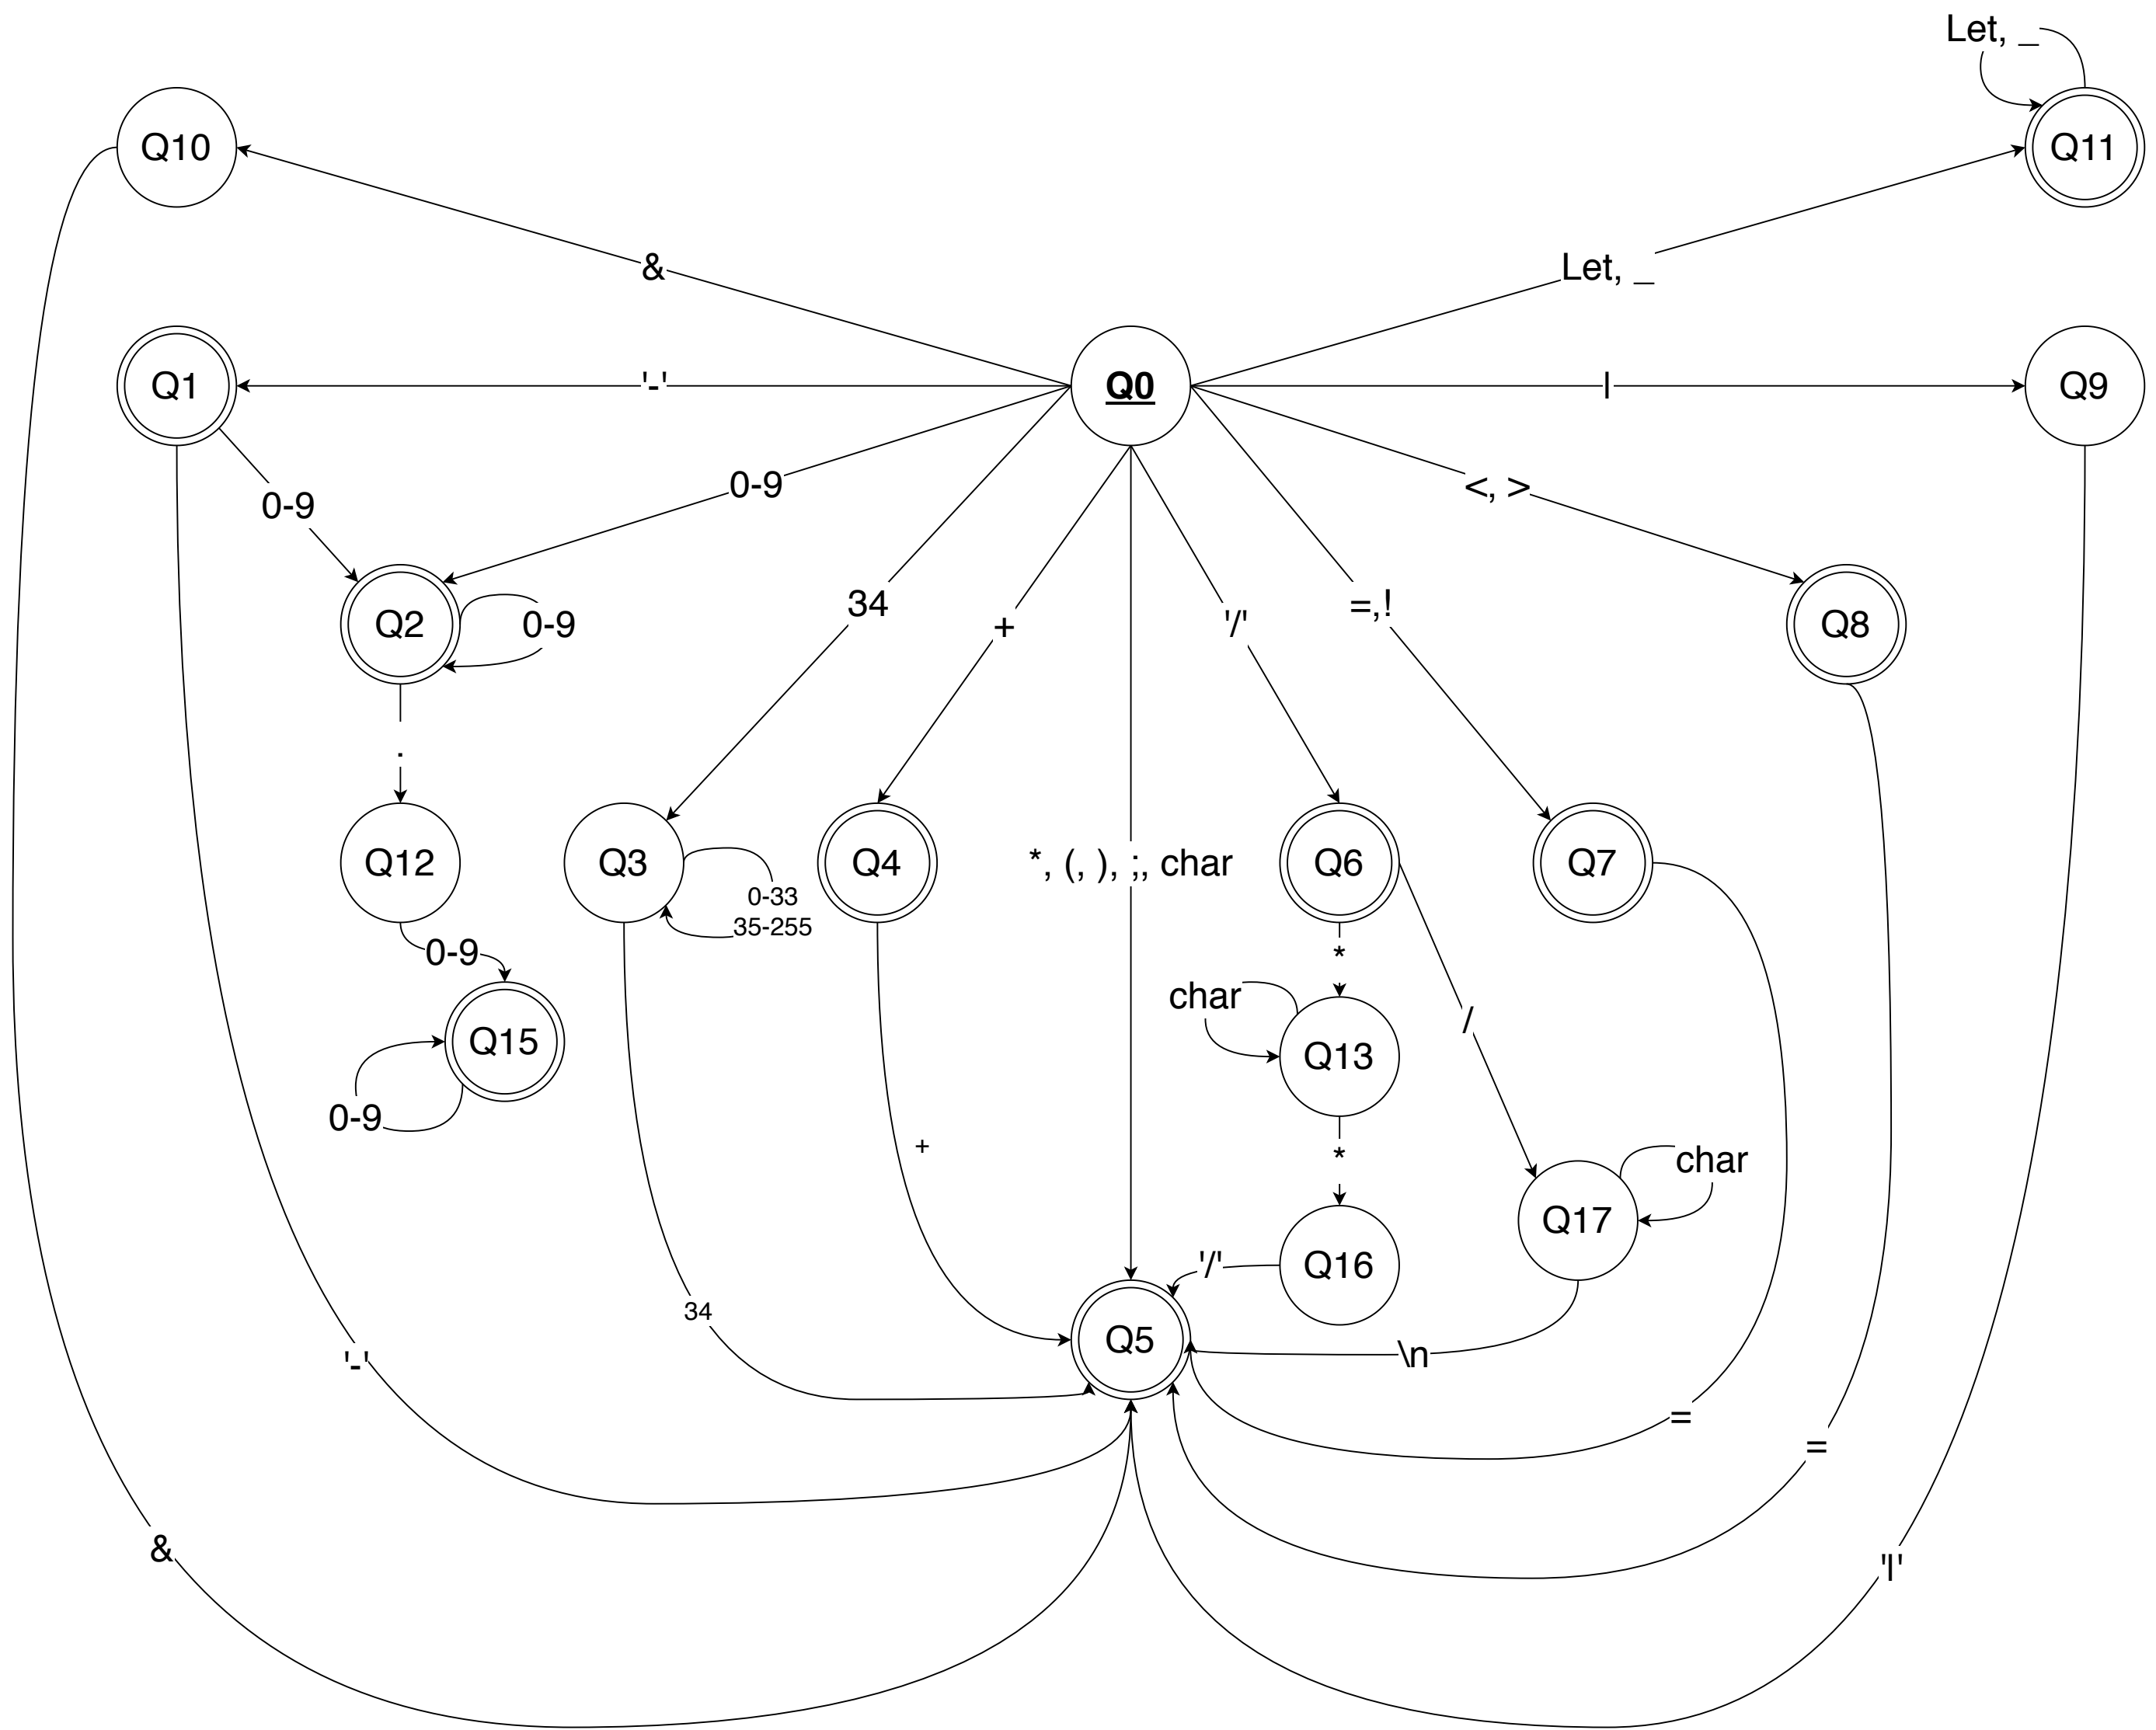 Let, _
Q10
Q11
&
Let, _
Q1
'-'
Q0
|
Q9
0-9
0-9
<, >
Q2
0-9
34
+
'/'
=,!
Q8
.
Q12
Q3
0-33
35-255
Q4
*, (, ), ;, char
Q6
Q7
0-9
*
char
Q13
/
Q15
0-9
+
*
char
Q17
'/'
Q16
34
Q5
\n
'-'
=
=
&
'|'